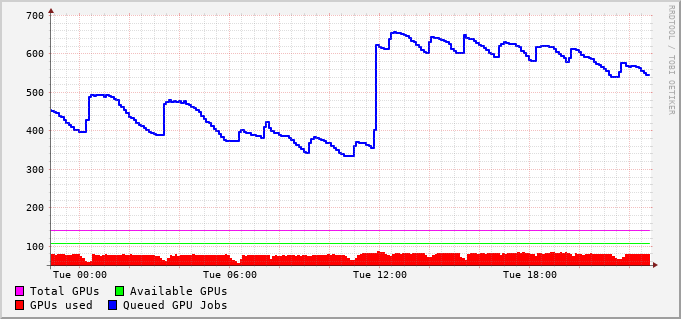 700
600
500
400
300
200
100
Tue 00:00 Tue 06:00 Tue 12:00 Tue 18:00
Total GPUs Available GPUs
GPUs used Queued GPU Jobs
RRDTOOL / TOBI OETIKER